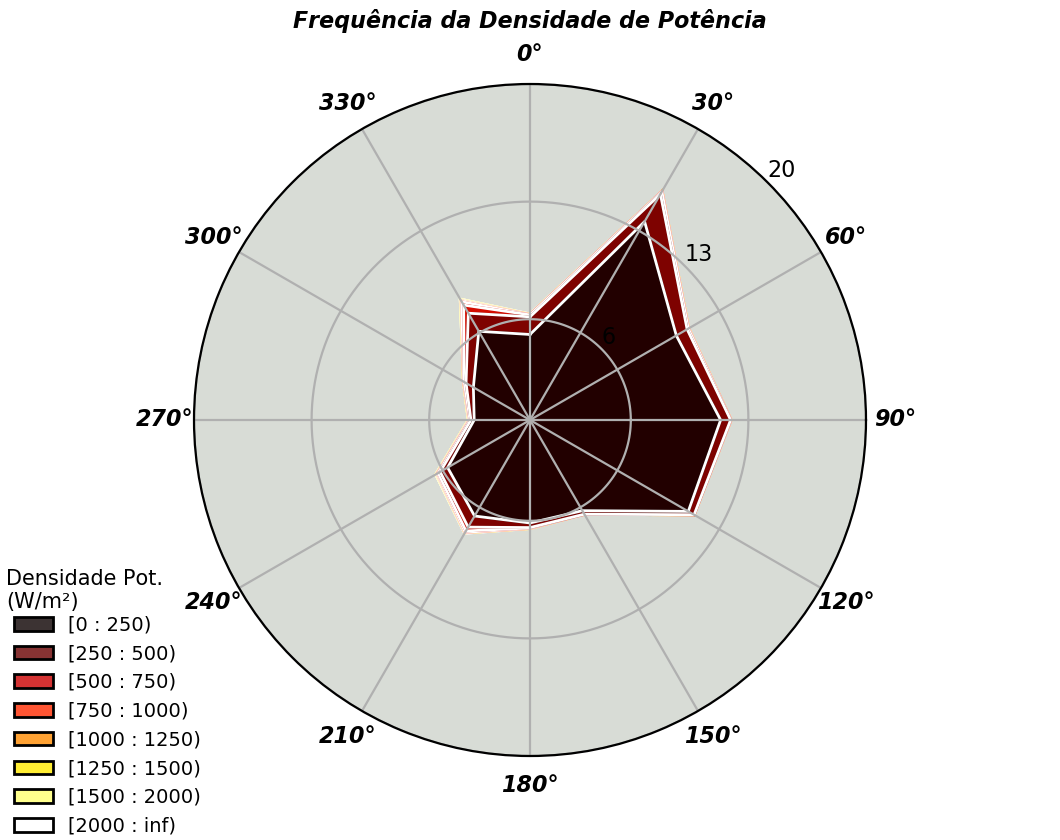 Frequência da Densidade de Potência
0°
30°
60°
90°
120°
150°
180°
210°
240°
270°
300°
330°
6
13
20
Densidade Pot.
(W/m²)
[0 : 250)
[250 : 500)
[500 : 750)
[750 : 1000)
[1000 : 1250)
[1250 : 1500)
[1500 : 2000)
[2000 : inf)